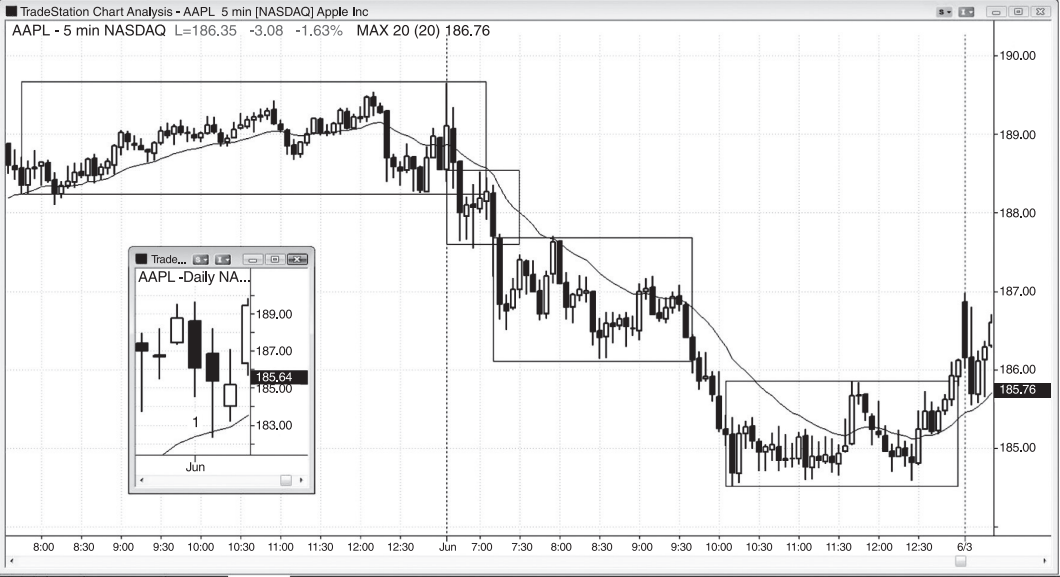 TradeStation Chart Analysis - AAPL 5 min [NASDAQ] Apple Inc
AAPL - 5 min NASDAQ L=186.35 -3.08 -1.63% MAX 20 (20) 186.76
190.00
189.00
188.00
187.00
186.00
185.76
185.00
Trade...
AAPL -Daily NA...
189.00
187.00
185.64
185.00
183.00
1
Jun
8:00 8:30 9:00 9:30 10:00 10:30 11:00 11:30 12:00 12:30 Jun 7:00 7:30 8:00 8:30 9:00 9:30 10:00 10:30 11:00 11:30 12:00 12:30 6/3